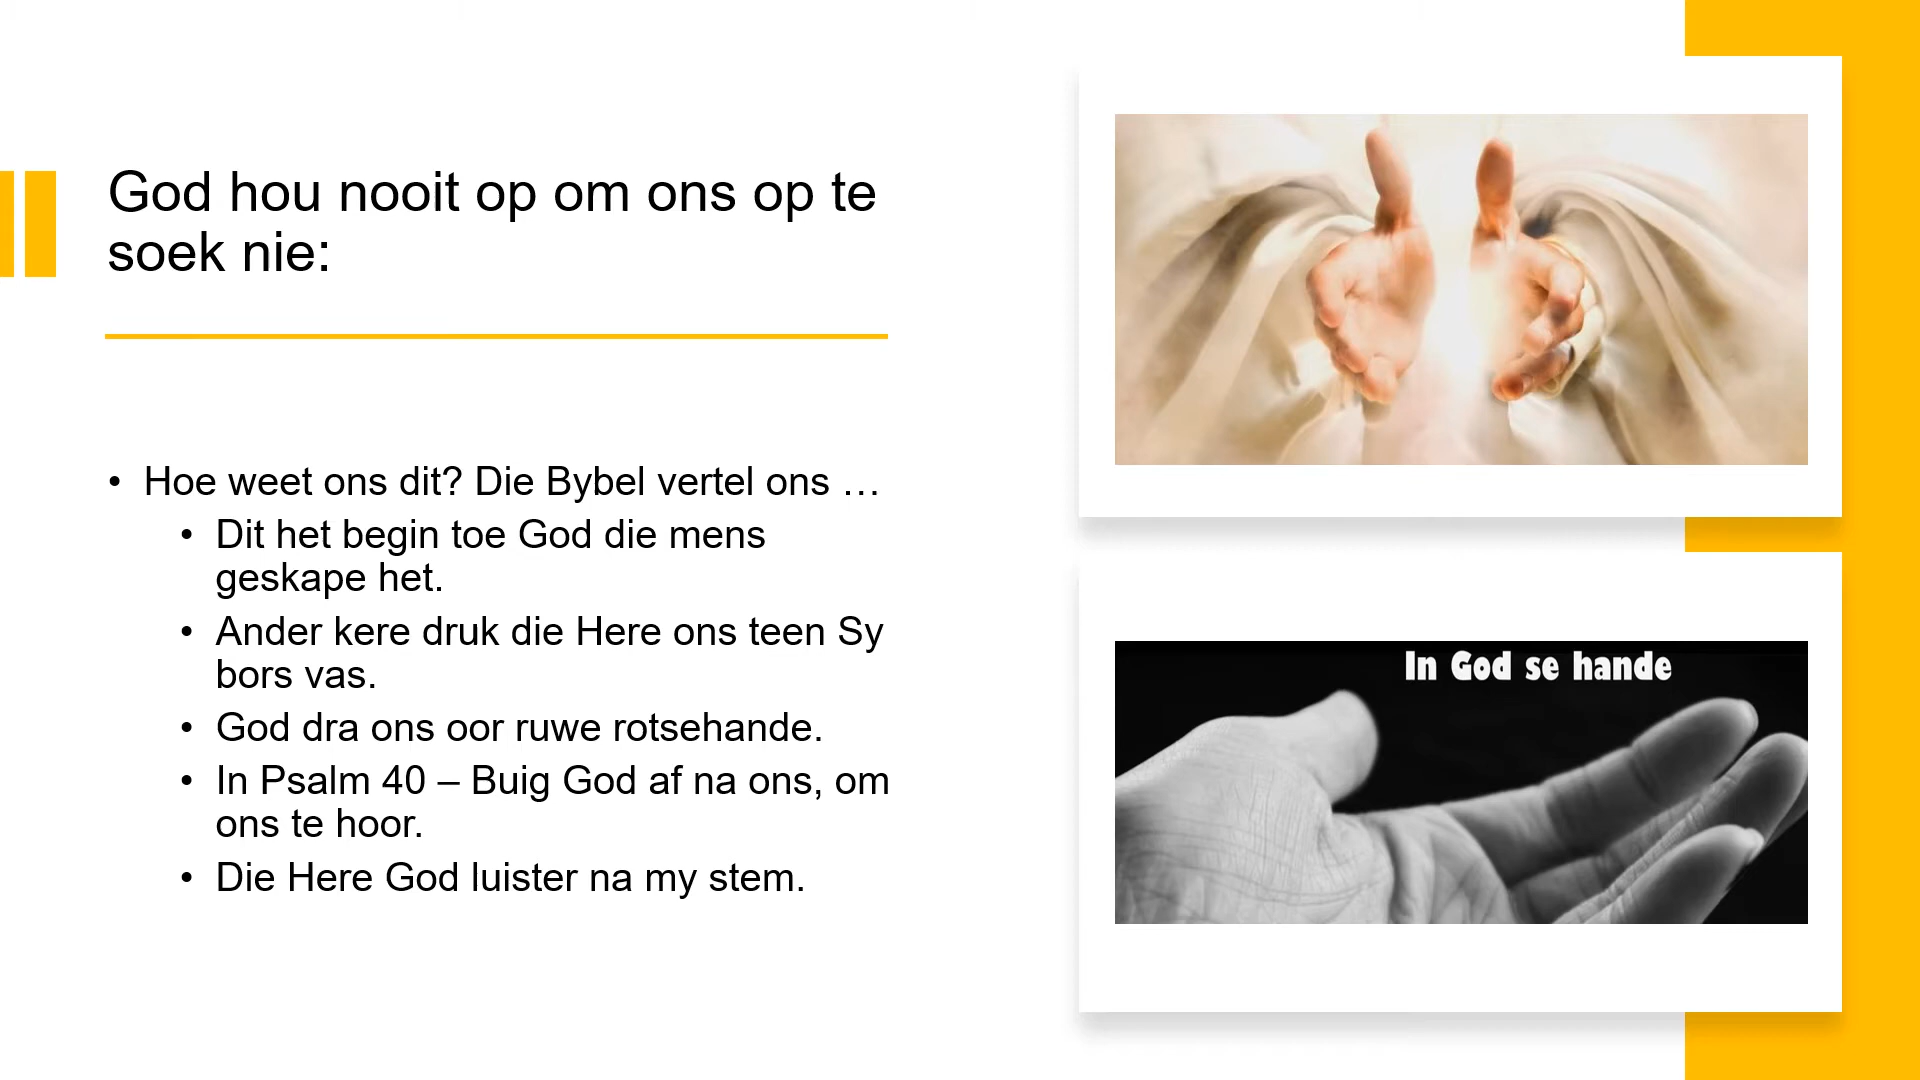 God hou nooit op om ons op te
soek nie:
• Hoe weet ons dit? Die Bybel vertel ons …
• Dit het begin toe God die mens
geskape het.
• Ander kere druk die Here ons teen Sy
bors vas.
• God dra ons oor ruwe rotsehande.
• In Psalm 40 – Buig God af na ons, om
ons te hoor.
• Die Here God luister na my stem.
In God se hande